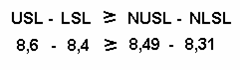 USL - LSL ≥ NUSL - NLSL
8,6 - 8,4 ≥ 8,49 - 8,31